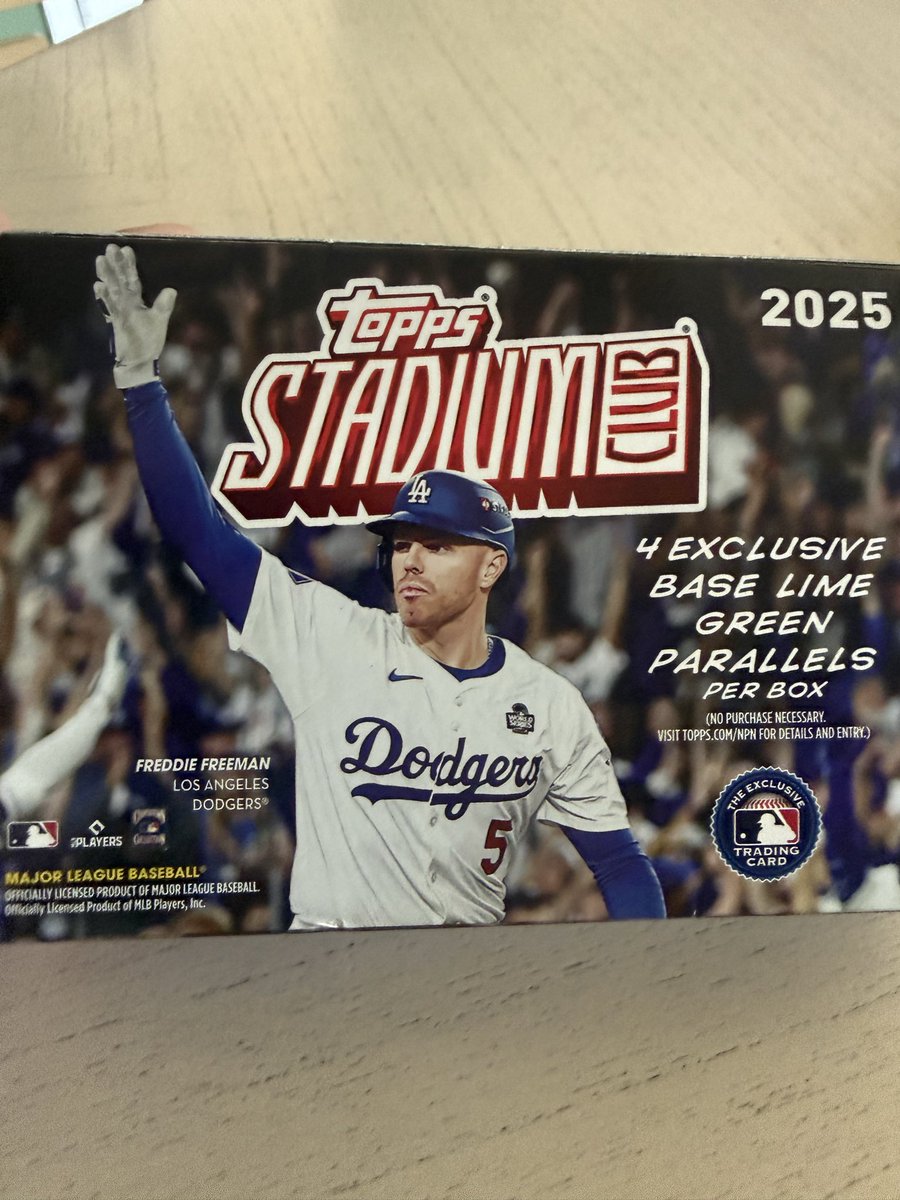 2025
Topps®
STADIUM CLUB®
LA
4 EXCLUSIVE
BASE LIME
GREEN
PARALLELS
PER BOX
(NO PURCHASE NECESSARY.
VISIT TOPPS.COM/NPN FOR DETAILS AND ENTRY.)
WORLD
SERIES
Dodgers
5
FREDDIE FREEMAN
LOS ANGELES
DODGERS®
PLAYERS
THE EXCLUSIVE
TRADING
CARD
MAJOR LEAGUE BASEBALL®
OFFICIALLY LICENSED PRODUCT OF MAJOR LEAGUE BASEBALL.
Officially Licensed Product of MLB Players, Inc.